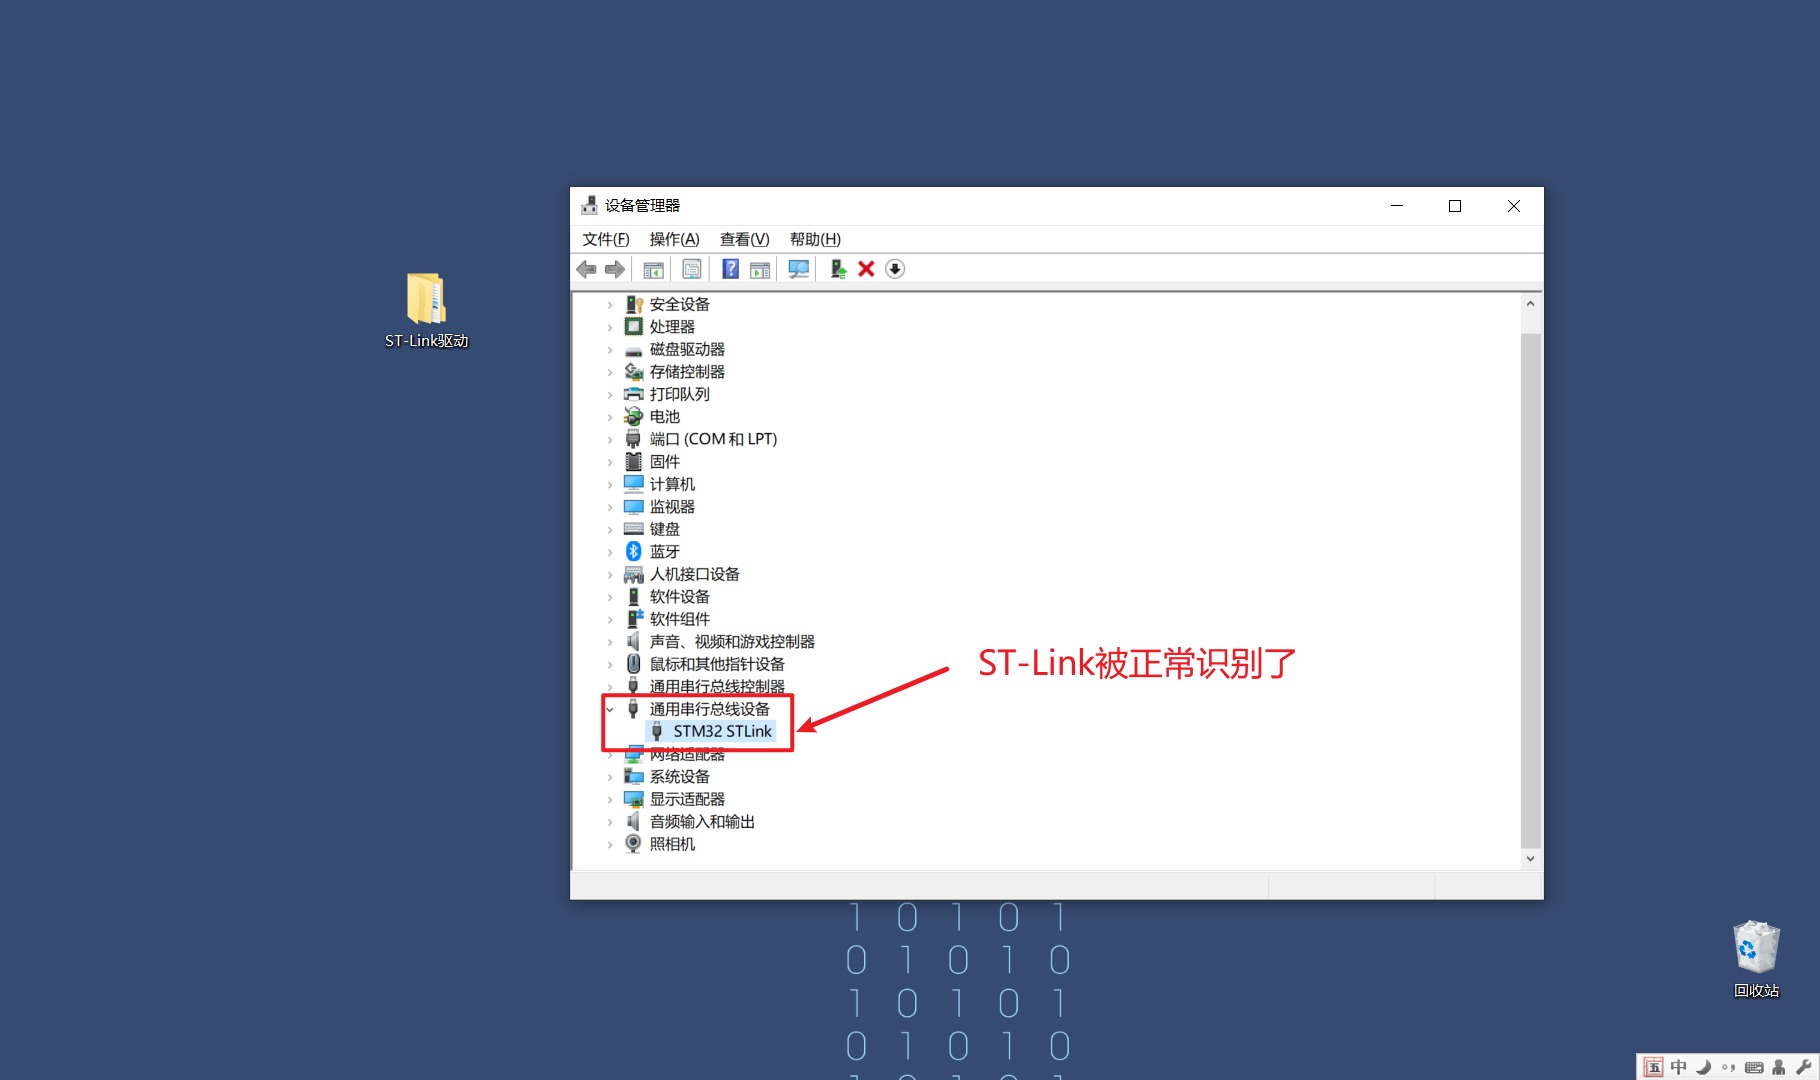 ST-Link驱动
设备管理器
文件(F) 操作(A) 查看(V) 帮助(H)
安全设备
处理器
磁盘驱动器
存储控制器
打印队列
电池
端口 (COM 和 LPT)
固件
计算机
监视器
键盘
蓝牙
人机接口设备
软件设备
软件组件
声音、视频和游戏控制器
鼠标和其他指针设备
通用串行总线控制器
通用串行总线设备
STM32 STLink
网络适配器
系统设备
显示适配器
音频输入和输出
照相机
ST-Link被正常识别了
1 0 1 0 1
0 1 0 1 0
1 0 1 0 1
0 1 0 1 0
回收站
五 中